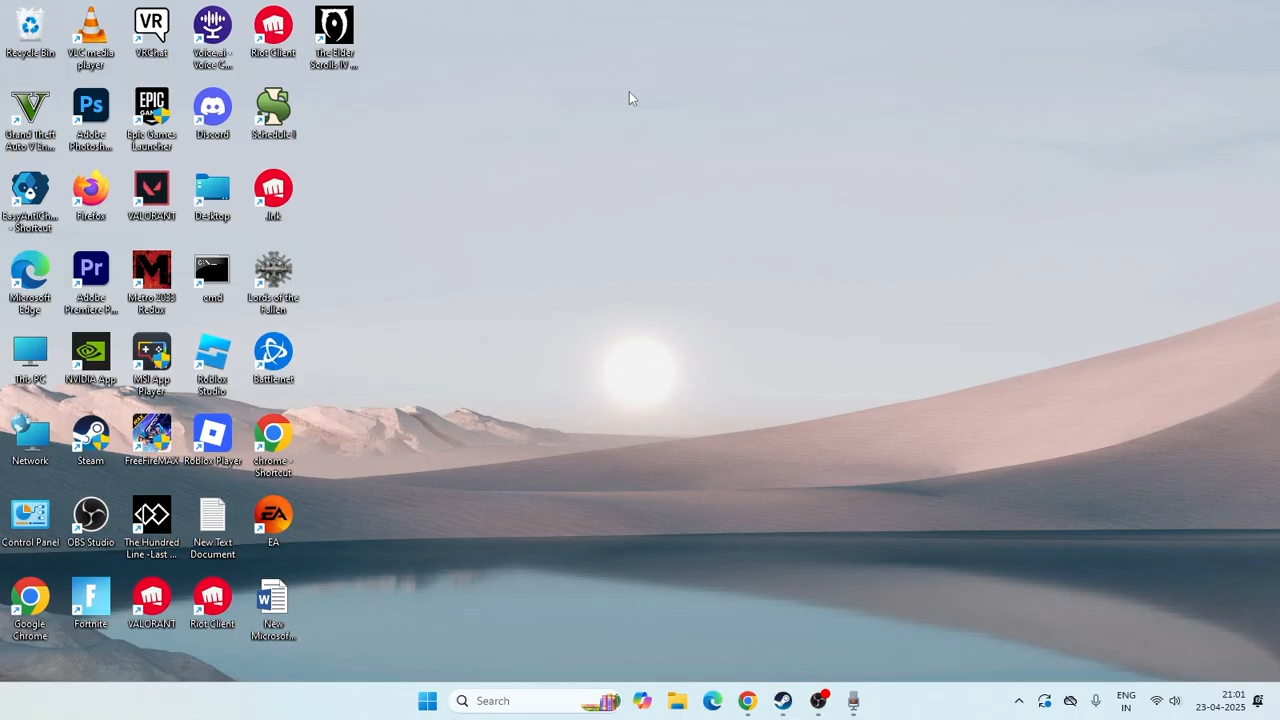 Recycle Bin
VLC media
player
VRChat
Voice.ai -
Voice C...
Riot Client
The Elder
Scrolls IV ...
Grand Theft
Auto V En...
Adobe
Photosh...
Epic Games
Launcher
Discord
Schedule I
EasyAntiCh...
- Shortcut
Firefox
VALORANT
Desktop
.lnk
Microsoft
Edge
Adobe
Premiere P...
Metro 2033
Redux
cmd
Lords of the
Fallen
This PC
NVIDIA App
MSI App
Player
Roblox
Studio
Battle.net
Network
Steam
FreeFireMAX
Roblox Player
chrome -
Shortcut
Control Panel
OBS Studio
The Hundred
Line -Last ...
New Text
Document
EA
Google
Chrome
Fortnite
VALORANT
Riot Client
New
Microsof...
Search
ENG
IN
21:01
23-04-2025